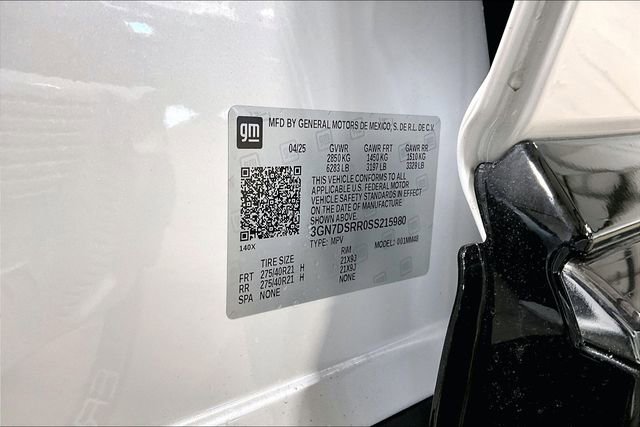 gm MFD BY GENERAL MOTORS DE MEXICO, S. DE R.L. DE C.V.
04/25 GVWR GAWR FRT GAWR RR
2850 KG 1450 KG 1510 KG
6283 LB 3197 LB 3329 LB
THIS VEHICLE CONFORMS TO ALL
APPLICABLE U.S. FEDERAL MOTOR
VEHICLE SAFETY STANDARDS IN EFFECT
ON THE DATE OF MANUFACTURE
SHOWN ABOVE.
3GN7DSRR0SS215980
140X TYPE: MPV MODEL: 001MM48
TIRE SIZE RIM
FRT 275/40R21 H 21X9J
RR 275/40R21 H 21X9J
SPA NONE NONE